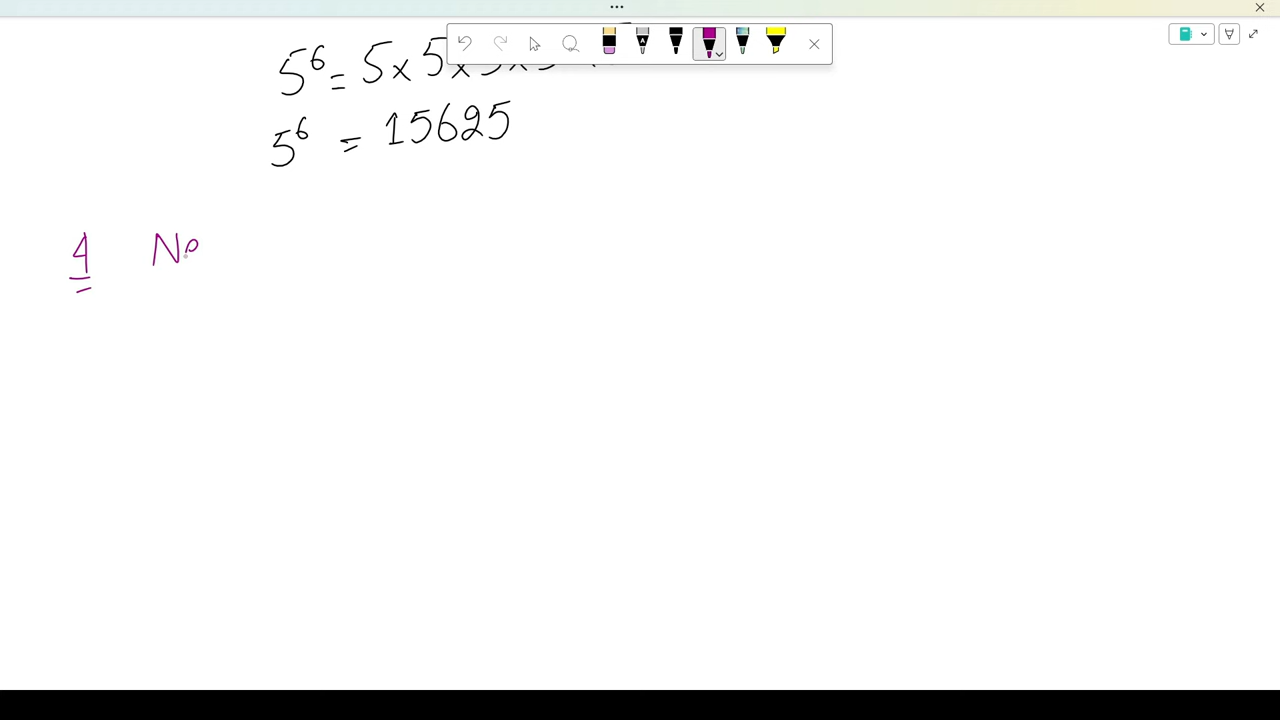 5⁶ = 5 x 5 x
5⁶ = 15625
4 No